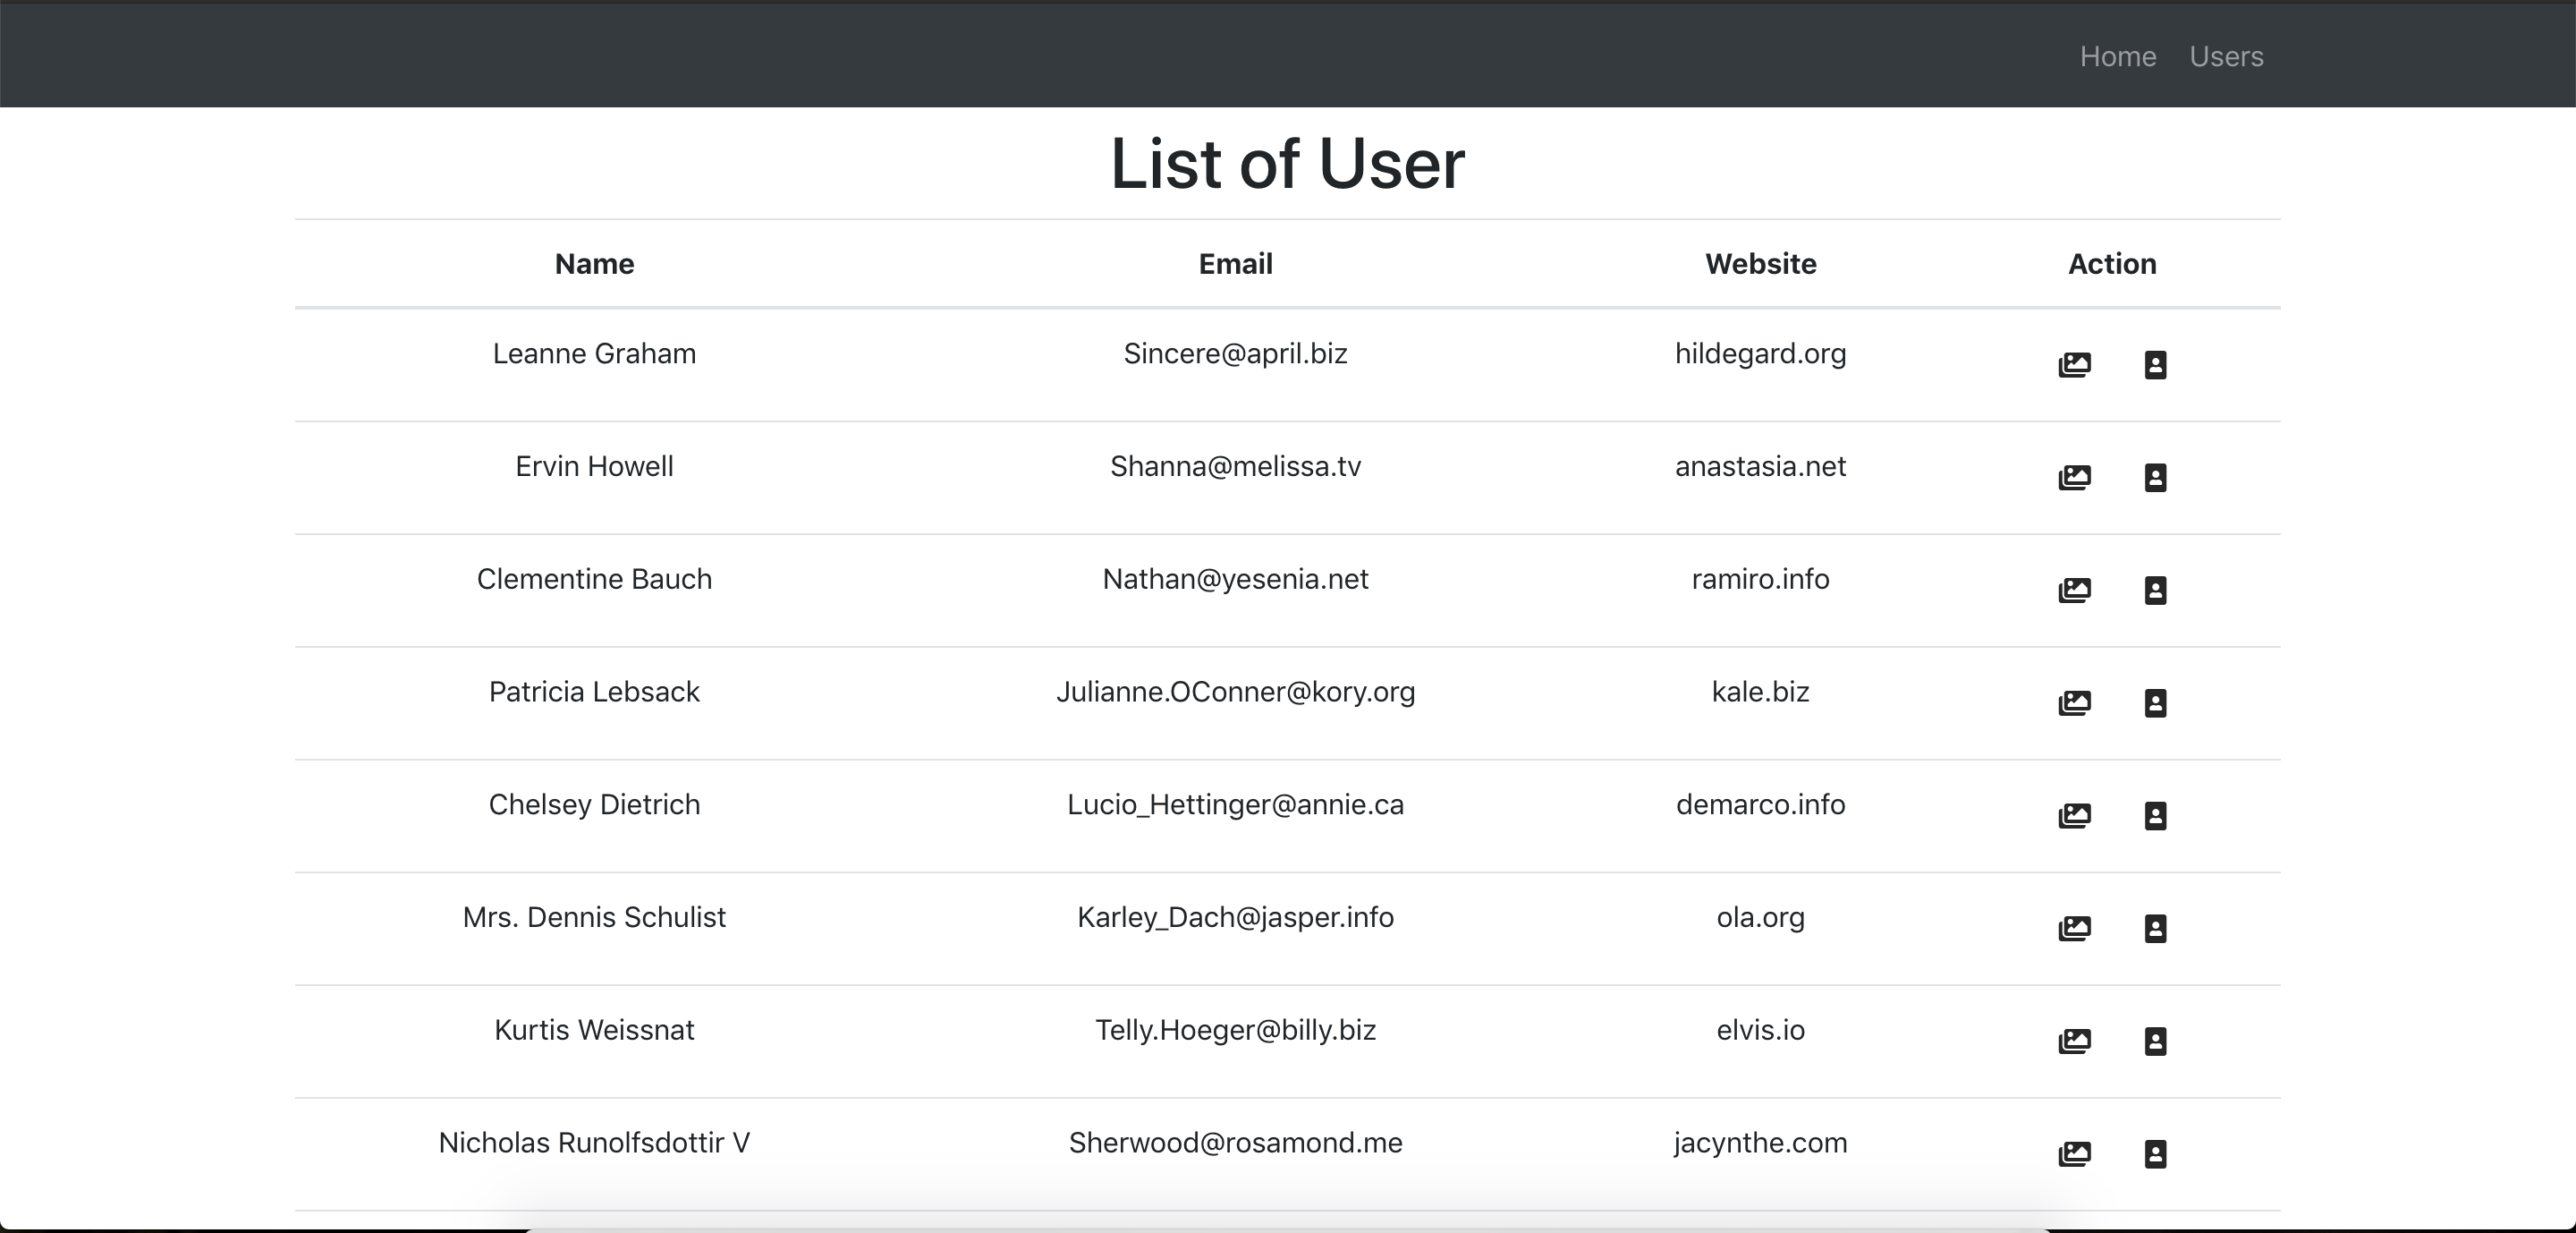 Home Users
List of User
Name Email Website Action
Leanne Graham Sincere@april.biz hildegard.org
Ervin Howell Shanna@melissa.tv anastasia.net
Clementine Bauch Nathan@yesenia.net ramiro.info
Patricia Lebsack Julianne.OConner@kory.org kale.biz
Chelsey Dietrich Lucio_Hettinger@annie.ca demarco.info
Mrs. Dennis Schulist Karley_Dach@jasper.info ola.org
Kurtis Weissnat Telly.Hoeger@billy.biz elvis.io
Nicholas Runolfsdottir V Sherwood@rosamond.me jacynthe.com